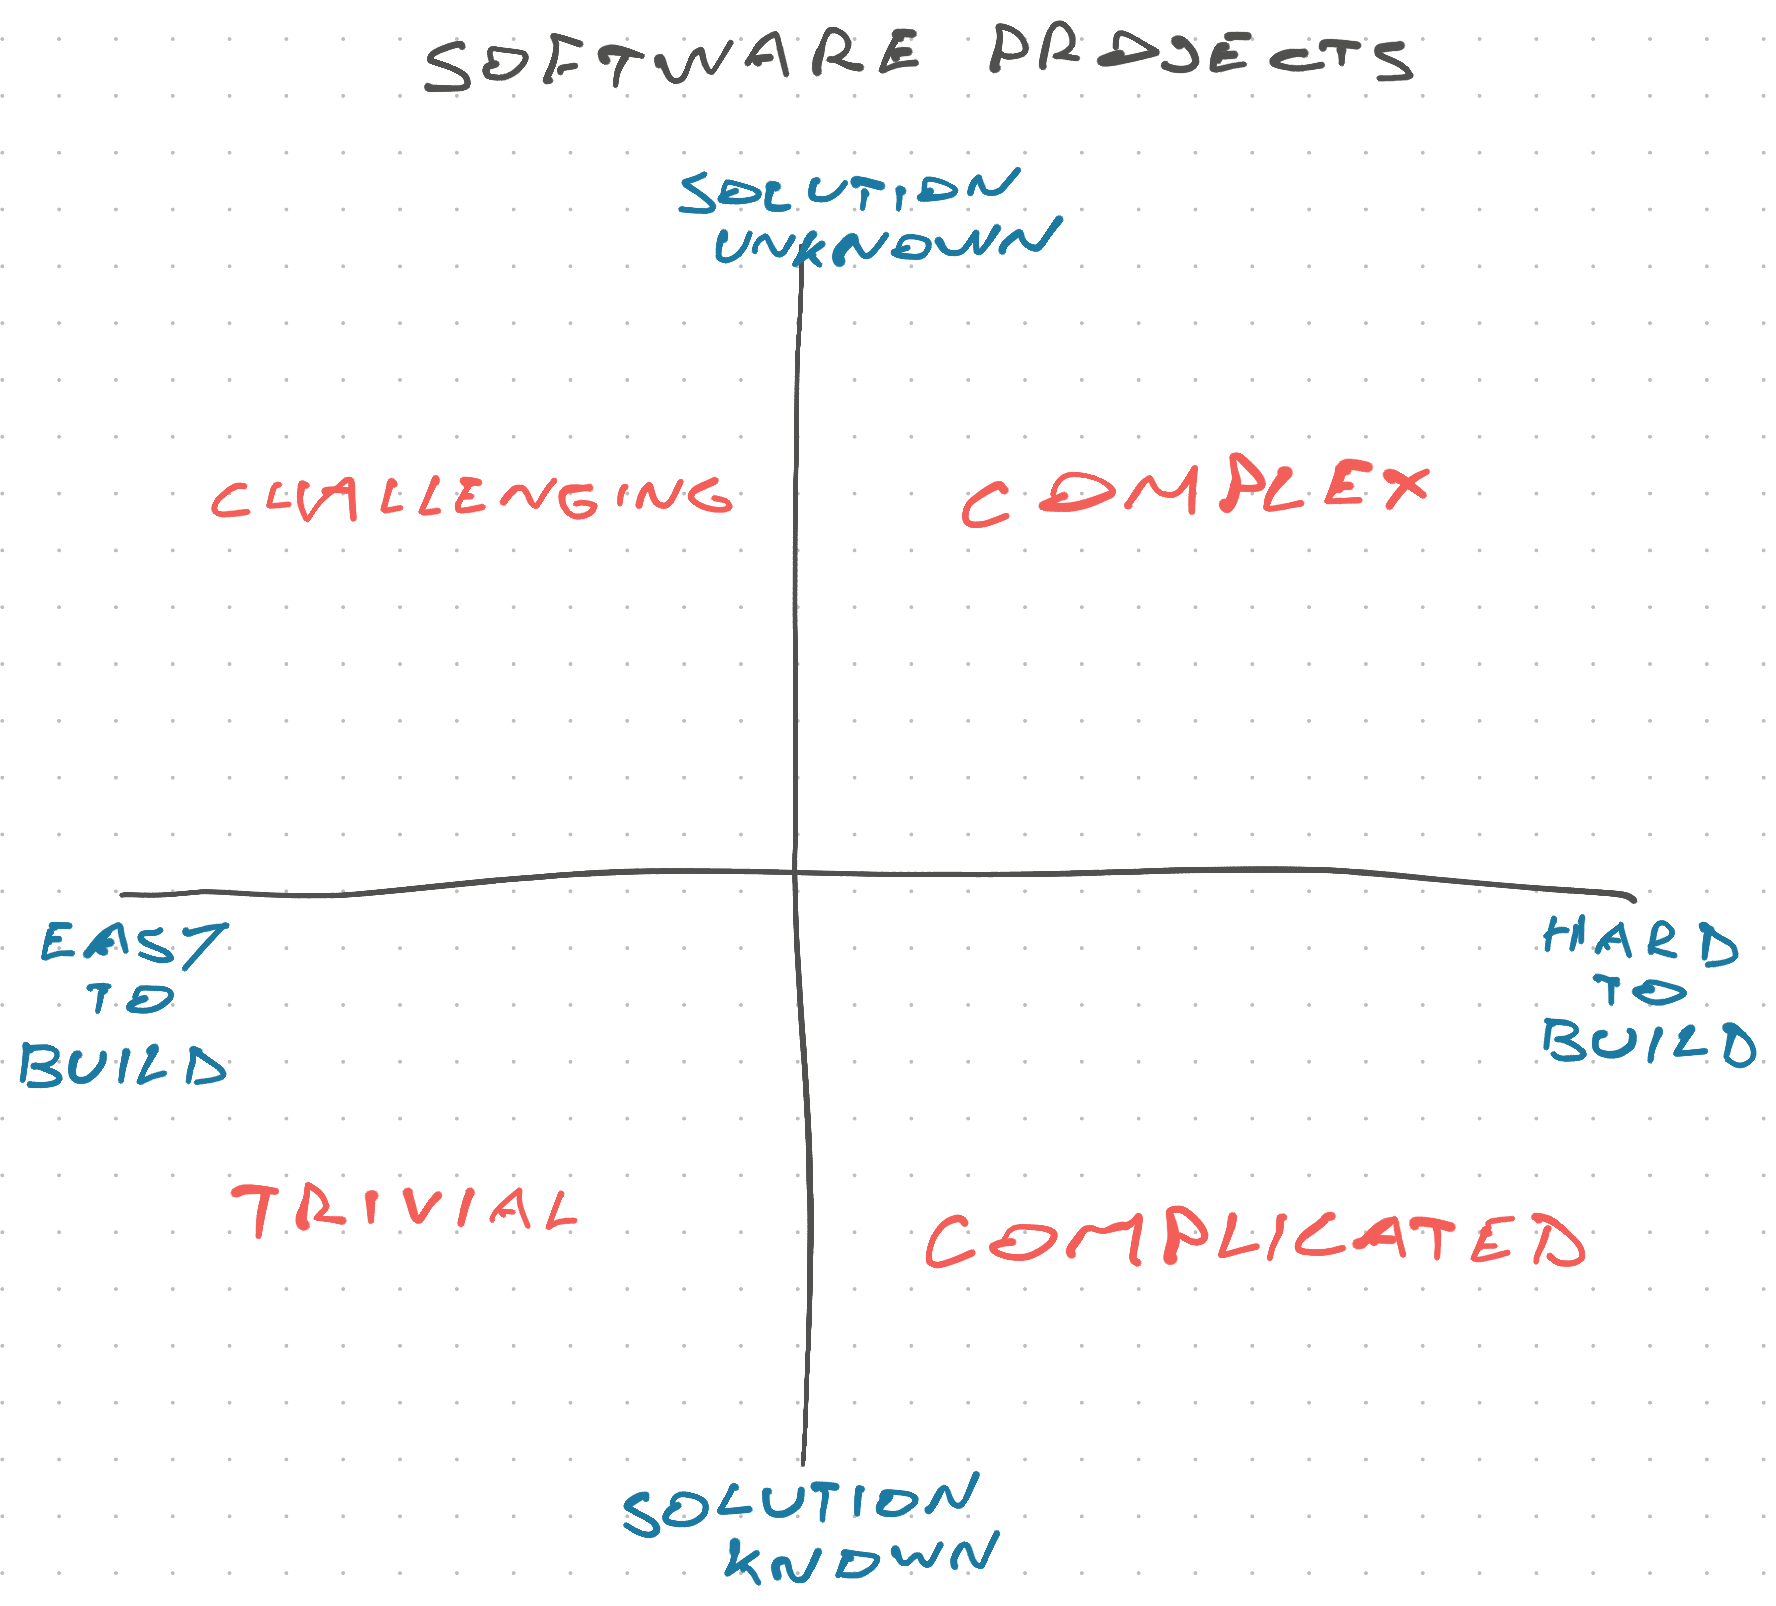 SOFTWARE PROJECTS
SOLUTION
UNKNOWN
CHALLENGING
COMPLEX
EASY
TO
BUILD
HARD
TO
BUILD
TRIVIAL
COMPLICATED
SOLUTION
KNOWN